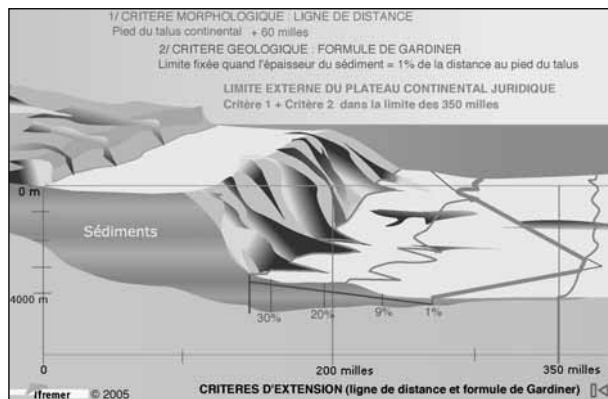 1/ CRITERE MORPHOLOGIQUE : LIGNE DE DISTANCE
Pied du talus continental + 60 milles
2/ CRITERE GEOLOGIQUE : FORMULE DE GARDINER
Limite fixée quand l'épaisseur du sédiment = 1% de la distance au pied du talus
LIMITE EXTERNE DU PLATEAU CONTINENTAL JURIDIQUE
Critère 1 + Critère 2 dans la limite des 350 milles
0 m
Sédiments
4000 m
30% 20% 9% 1%
0 200 milles 350 milles
Ifremer © 2005 CRITERES D'EXTENSION (ligne de distance et formule de Gardiner)